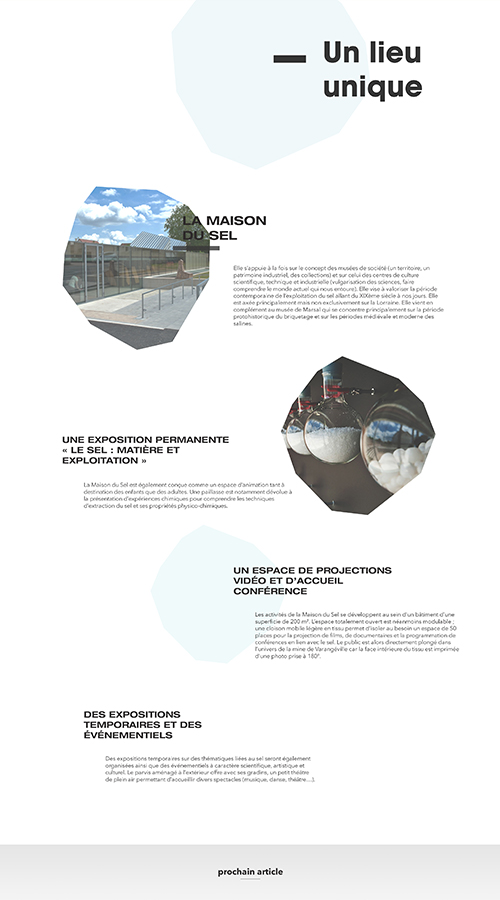 Un lieu
unique
LA MAISON
DU SEL
Elle s'appuie à la fois sur le concept des musées de société (un territoire, un
patrimoine industriel, des collections) et sur celui des centres de culture
scientifique, technique et industrielle (vulgarisation des sciences, faire
comprendre le monde actuel qui nous entoure). Elle vise à valoriser la période
contemporaine de l'exploitation du sel allant du XIXème siècle à nos jours. Elle
est axée principalement mais non exclusivement sur la Lorraine. Elle vient en
complément au musée de Marsal qui se concentre principalement sur la période
protohistorique du briquetage et sur les périodes médiévale et moderne des
salines.
UNE EXPOSITION PERMANENTE
« LE SEL : MATIÈRE ET
EXPLOITATION »
La Maison du Sel est également conçue comme un espace d'animation tant à
destination des enfants que des adultes. Une paillasse est notamment dévolue à
la présentation d'expériences chimiques pour comprendre les techniques
d'extraction du sel et ses propriétés physico-chimiques.
UN ESPACE DE PROJECTIONS
VIDÉO ET D'ACCUEIL
CONFÉRENCE
Les activités de la Maison du Sel se développent au sein d'un bâtiment d'une
superficie de 200 m². L'espace totalement ouvert est néanmoins modulable ;
une cloison mobile légère en tissu permet d'isoler au besoin un espace de 50
places pour la projection de films, de documentaires et la programmation de
conférences en lien avec le sel. Le public est alors directement plongé dans
l'univers de la mine de Varangéville car la face intérieure du tissu est imprimée
d'une photo prise à 180°.
DES EXPOSITIONS
TEMPORAIRES ET DES
ÉVÉNEMENTIELS
Des expositions temporaires sur des thématiques liées au sel seront également
organisées ainsi que des événementiels à caractère scientifique, artistique et
culturel. Le parvis aménagé à l'extérieur offre avec ses gradins, un petit théâtre
de plein air permettant d'accueillir divers spectacles (musique, danse, théâtre...).
prochain article